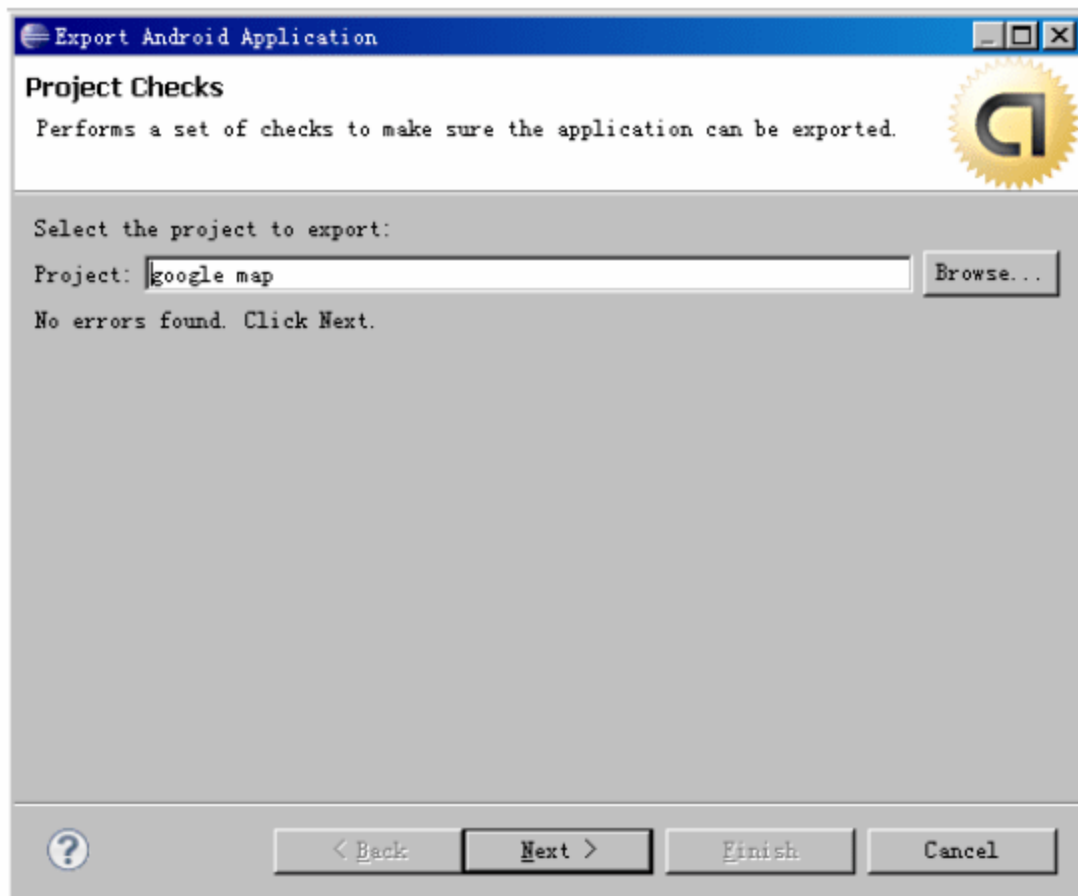 Export Android Application
Project Checks
Performs a set of checks to make sure the application can be exported.
Select the project to export:
Project: google map Browse...
No errors found. Click Next.
? < Back Next > Finish Cancel